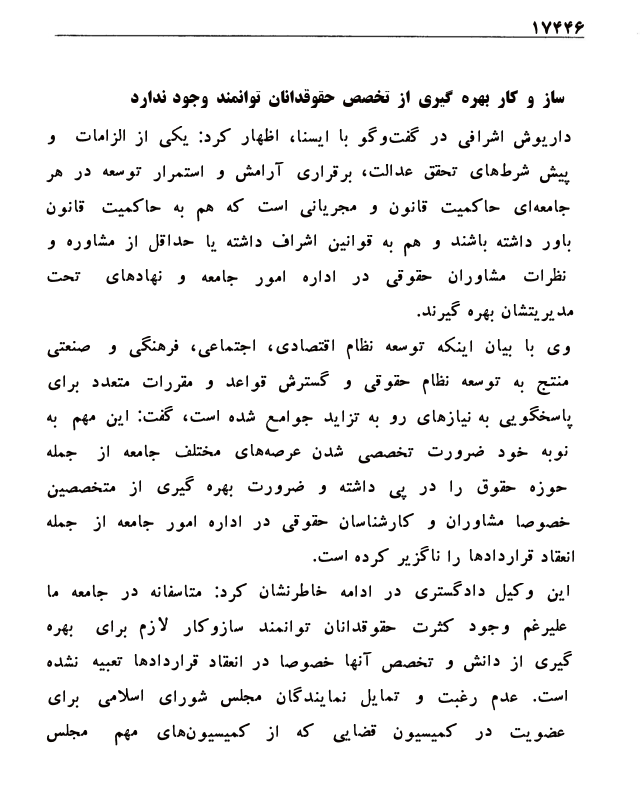 ۱۷۴۴۶
ساز و کار بهره گیری از تخصص حقوقدانان توانمند وجود ندارد
داریوش اشرافی در گفت‌وگو با ایسنا، اظهار کرد: یکی از الزامات و
پیش شرط‌های تحقق عدالت، برقراری آرامش و استمرار توسعه در هر
جامعه‌ای حاکمیت قانون و مجریانی است که هم به حاکمیت قانون
باور داشته باشند و هم به قوانین اشراف داشته یا حداقل از مشاوره و
نظرات مشاوران حقوقی در اداره امور جامعه و نهادهای تحت
مدیریتشان بهره گیرند.
وی با بیان اینکه توسعه نظام اقتصادی، اجتماعی، فرهنگی و صنعتی
منتج به توسعه نظام حقوقی و گسترش قواعد و مقررات متعدد برای
پاسخگویی به نیازهای رو به تزاید جوامع شده است، گفت: این مهم به
نوبه خود ضرورت تخصصی شدن عرصه‌های مختلف جامعه از جمله
حوزه حقوق را در پی داشته و ضرورت بهره گیری از متخصصین
خصوصا مشاوران و کارشناسان حقوقی در اداره امور جامعه از جمله
انعقاد قراردادها را ناگزیر کرده است.
این وکیل دادگستری در ادامه خاطرنشان کرد: متاسفانه در جامعه ما
علیرغم وجود کثرت حقوقدانان توانمند سازوکار لازم برای بهره
گیری از دانش و تخصص آنها خصوصا در انعقاد قراردادها تعبیه نشده
است. عدم رغبت و تمایل نمایندگان مجلس شورای اسلامی برای
عضویت در کمیسیون قضایی که از کمیسیون‌های مهم مجلس